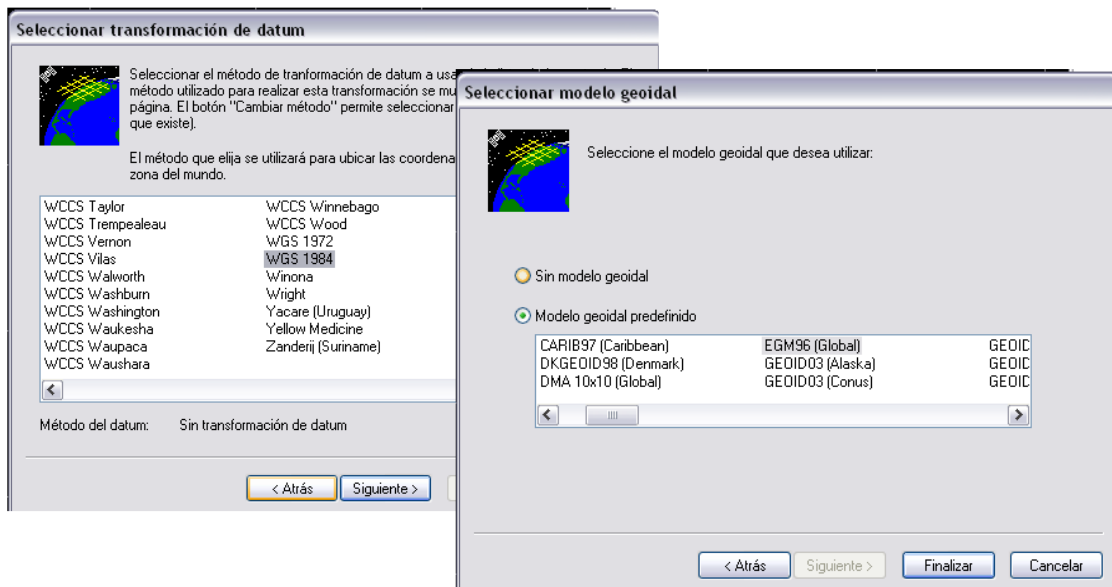 Seleccionar transformación de datum
Seleccionar el método de tranformación de datum a
método utilizado para realizar esta transformación se
página. El botón "Cambiar método" permite seleccionar
que existe).
El método que elija se utilizará para ubicar las
zona del mundo.
WCCS Taylor
WCCS Trempealeau
WCCS Vernon
WCCS Vilas
WCCS Walworth
WCCS Washburn
WCCS Washington
WCCS Waukesha
WCCS Waupaca
WCCS Waushara
WCCS Winnebago
WCCS Wood
WGS 1972
WGS 1984
Winona
Wright
Yacare (Uruguay)
Yellow Medicine
Zanderij (Suriname)
Método del datum: Sin transformación de datum
< Atrás Siguiente >
Seleccionar modelo geoidal
Seleccione el modelo geoidal que desea utilizar:
Sin modelo geoidal
Modelo geoidal predefinido
CARIB97 (Caribbean)
DKGEOID98 (Denmark)
DMA 10x10 (Global)
EGM96 (Global)
GEOID03 (Alaska)
GEOID03 (Conus)
GEOID
GEOID
GEOID
< Atrás Siguiente > Finalizar Cancelar